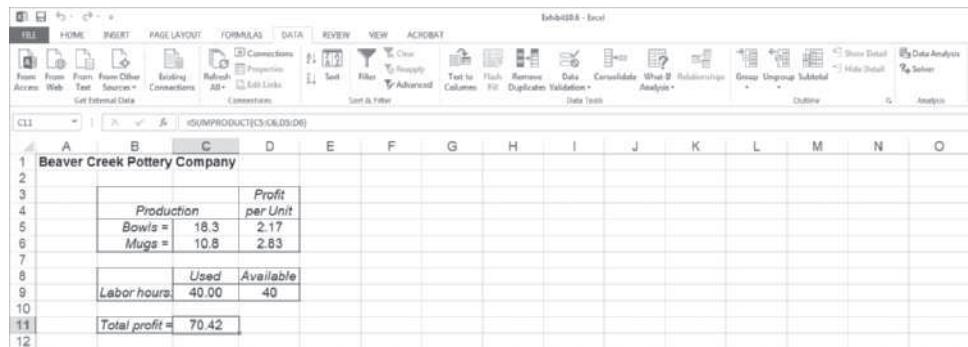 Exhibit10.6 - Excel
FILE HOME INSERT PAGE LAYOUT FORMULAS DATA REVIEW VIEW ACROBAT
From Access From Web From Text From Other Sources Existing Connections Refresh All Connections Properties Edit Links Sort Filter Clear Reapply Advanced Text to Columns Flash Fill Remove Duplicates Data Validation Consolidate What-If Analysis Relationships Group Ungroup Subtotal Show Detail Hide Detail Data Analysis Solver
Get External Data Connections Sort & Filter Data Tools Outline Analysis
C11 fx =SUMPRODUCT(C5:C6,D5:D6)
A B C D E F G H I J K L M N O
1 Beaver Creek Pottery Company
2
3 Profit
4 Production per Unit
5 Bowls = 18.3 2.17
6 Mugs = 10.8 2.83
7
8 Used Available
9 Labor hours: 40.00 40
10
11 Total profit = 70.42
12